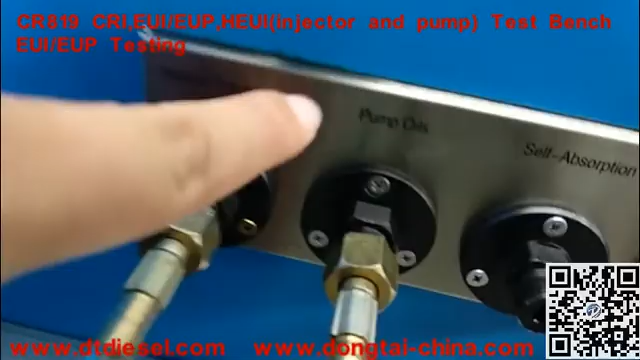 CR819 CRI,EUI/EUP,HEUI(injector and pump) Test Bench
EUI/EUP Testing
Pump Oils
Self-Absorption
www.dtdiesel.com www.dongtai-china.com